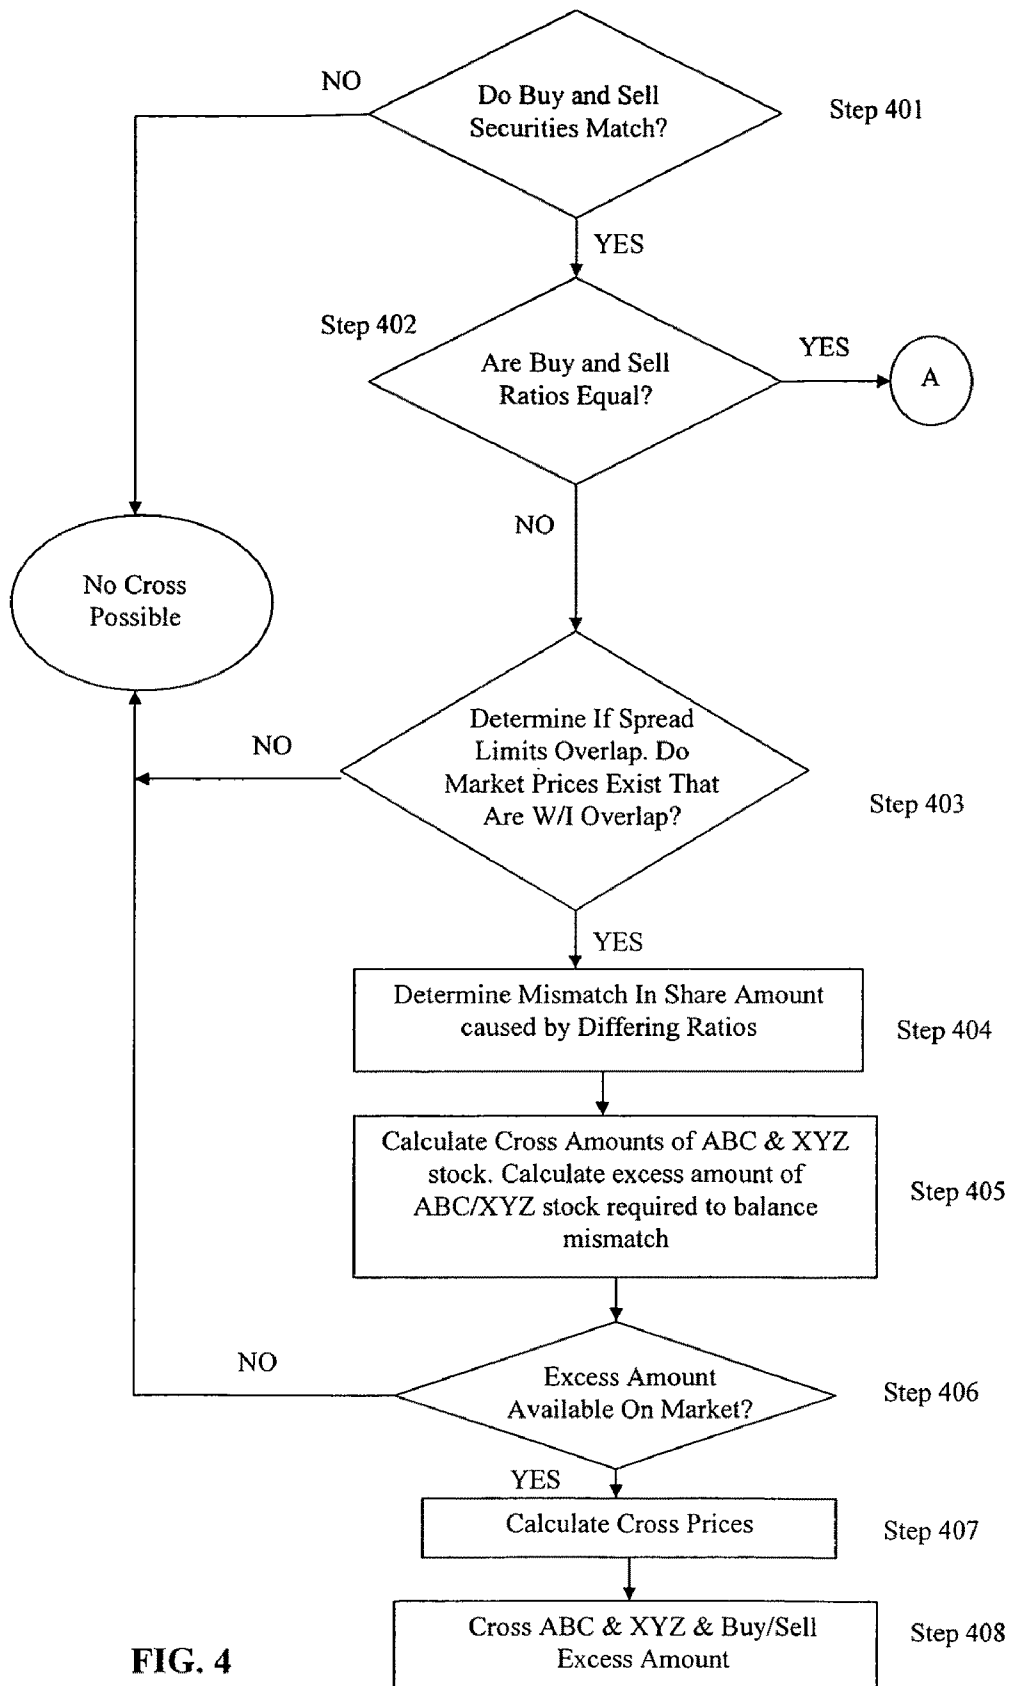 NO
Do Buy and Sell
Securities Match?
Step 401
YES
Step 402
Are Buy and Sell
Ratios Equal?
YES
A
NO
No Cross
Possible
Determine If Spread
Limits Overlap. Do
Market Prices Exist That
Are W/I Overlap?
NO
Step 403
YES
Determine Mismatch In Share Amount
caused by Differing Ratios
Step 404
Calculate Cross Amounts of ABC & XYZ
stock. Calculate excess amount of
ABC/XYZ stock required to balance
mismatch
Step 405
NO
Excess Amount
Available On Market?
Step 406
YES
Calculate Cross Prices
Step 407
Cross ABC & XYZ & Buy/Sell
Excess Amount
Step 408
FIG. 4